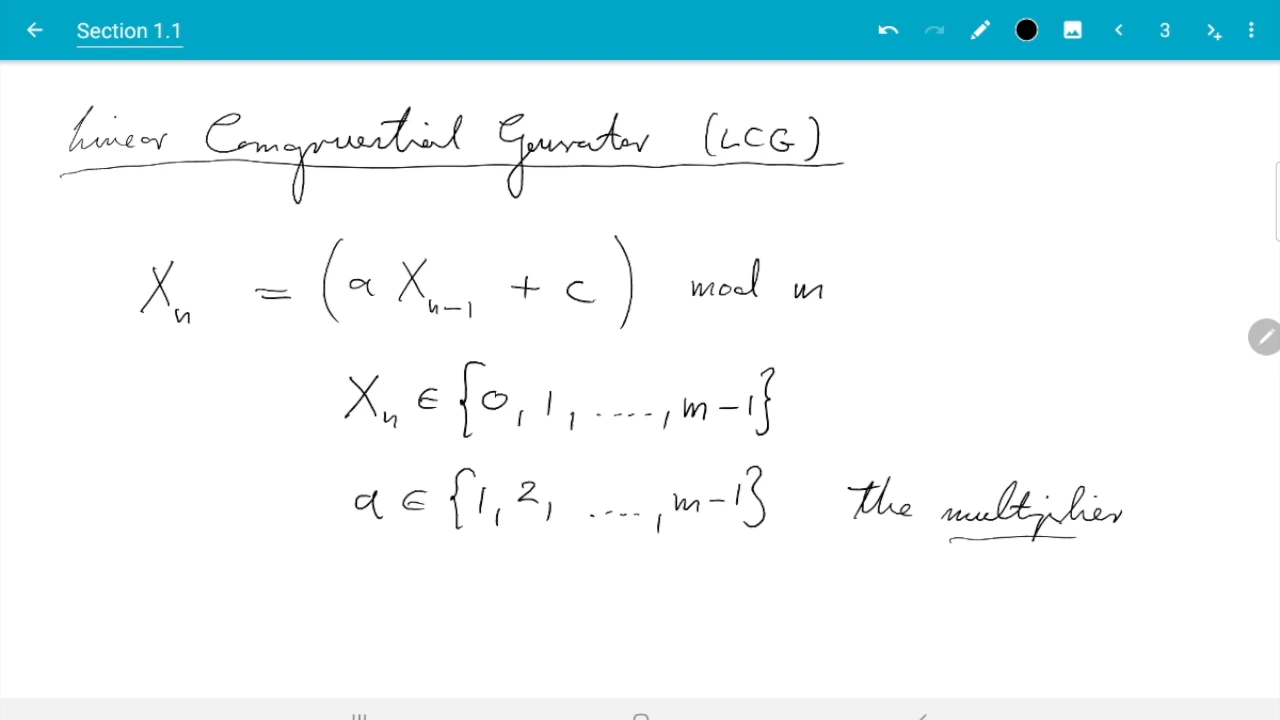 Section 1.1
3
Linear Congruential Generator (LCG)
Xₙ = (a Xₙ₋₁ + c) mod m
Xₙ ∈ {0, 1, ....., m-1}
a ∈ {1, 2, ....., m-1} the multiplier